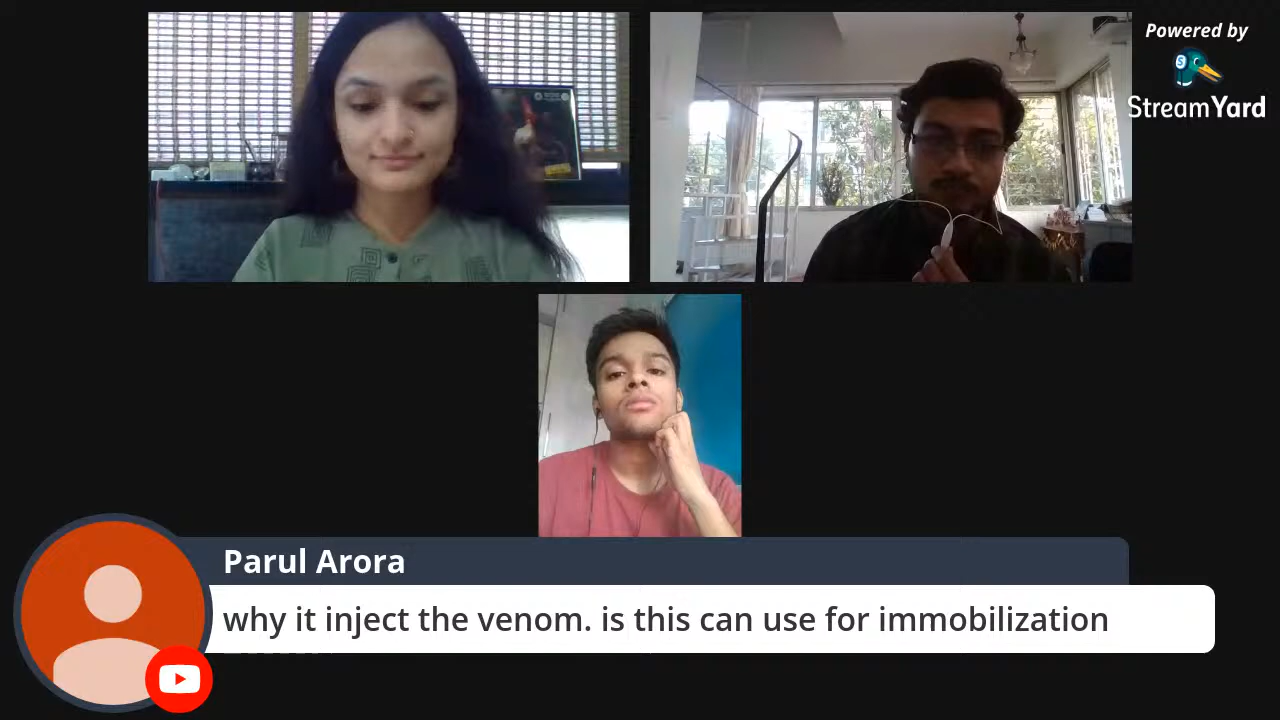 Powered by
StreamYard
Parul Arora
why it inject the venom. is this can use for immobilization